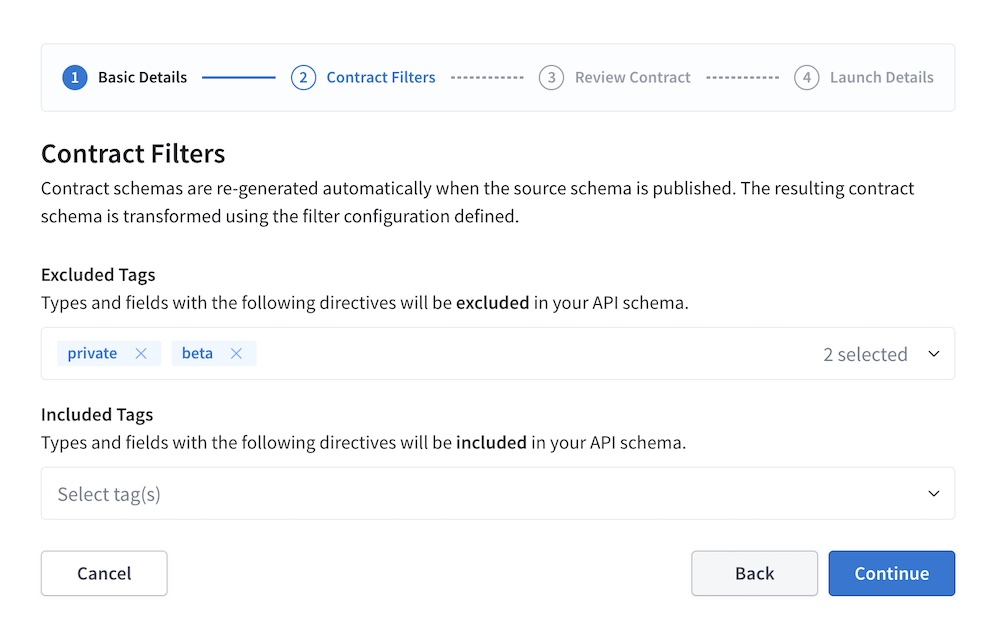 1 Basic Details 2 Contract Filters 3 Review Contract 4 Launch Details
Contract Filters
Contract schemas are re-generated automatically when the source schema is published. The resulting contract
schema is transformed using the filter configuration defined.
Excluded Tags
Types and fields with the following directives will be excluded in your API schema.
private beta 2 selected
Included Tags
Types and fields with the following directives will be included in your API schema.
Select tag(s)
Cancel Back Continue